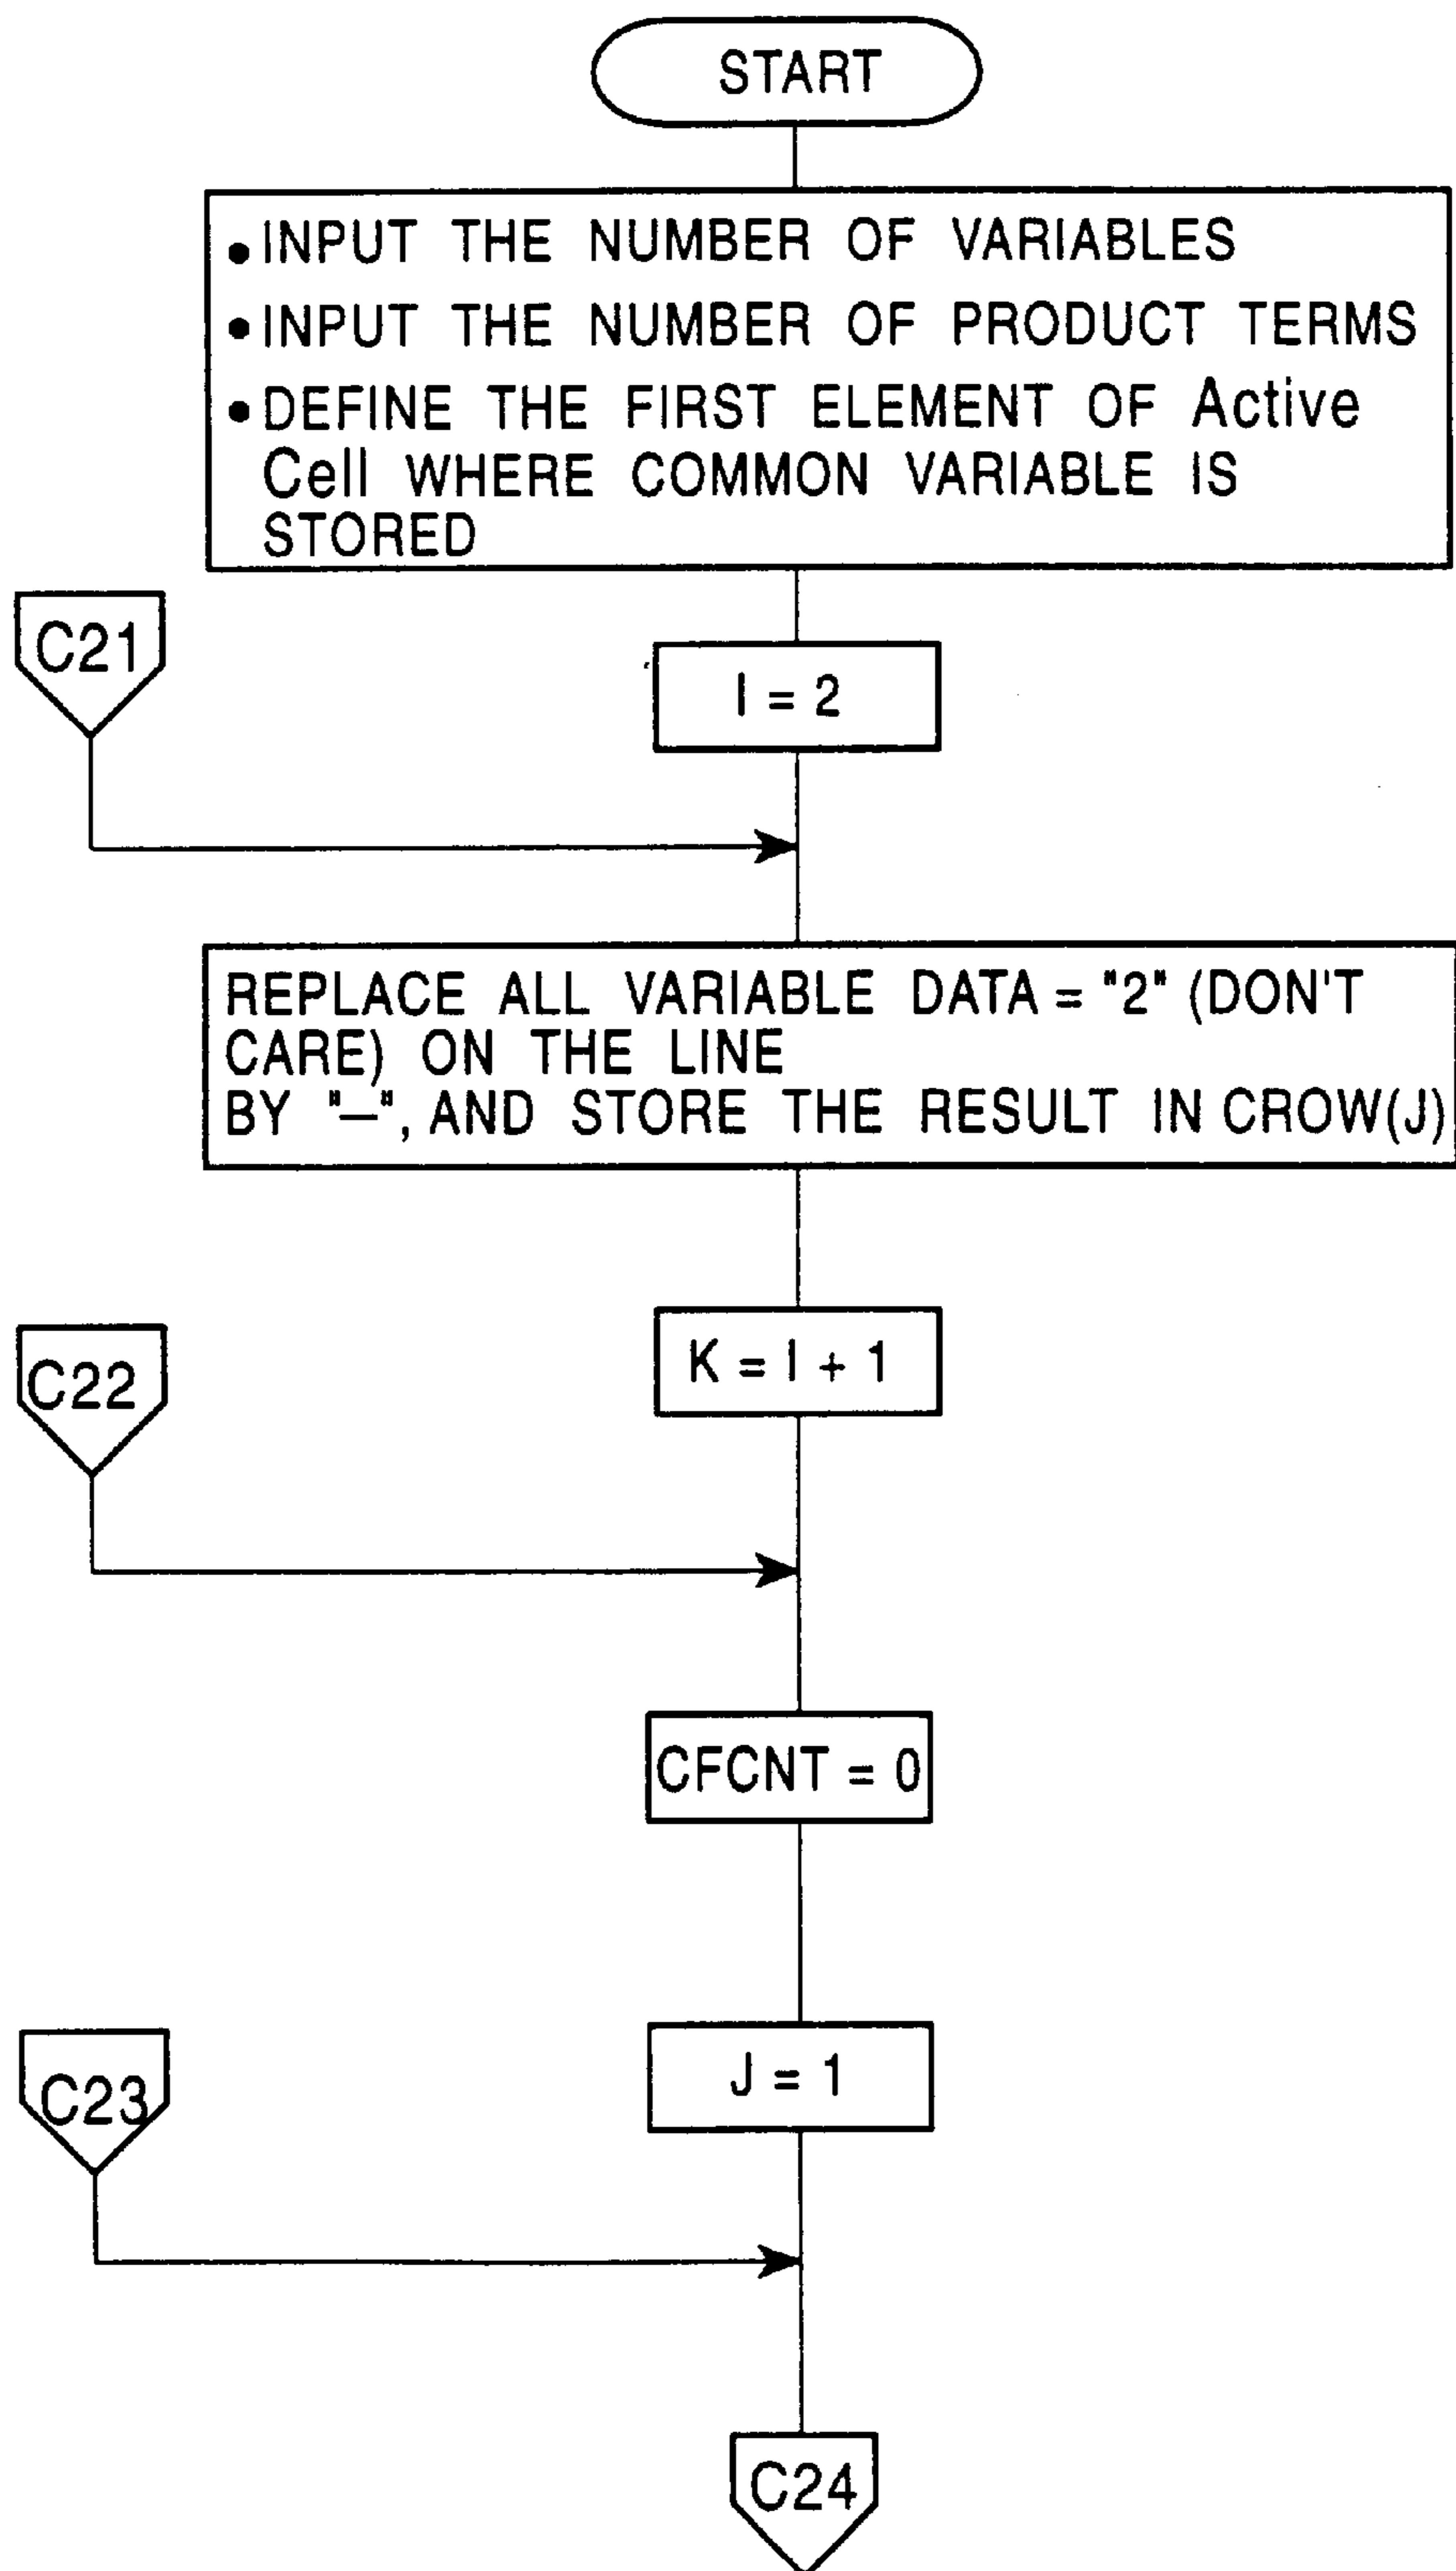 START
• INPUT THE NUMBER OF VARIABLES
• INPUT THE NUMBER OF PRODUCT TERMS
• DEFINE THE FIRST ELEMENT OF Active
Cell WHERE COMMON VARIABLE IS
STORED
C21
I = 2
REPLACE ALL VARIABLE DATA = "2" (DON'T
CARE) ON THE LINE
BY "—", AND STORE THE RESULT IN CROW(J)
K = I + 1
C22
CFCNT = 0
J = 1
C23
C24